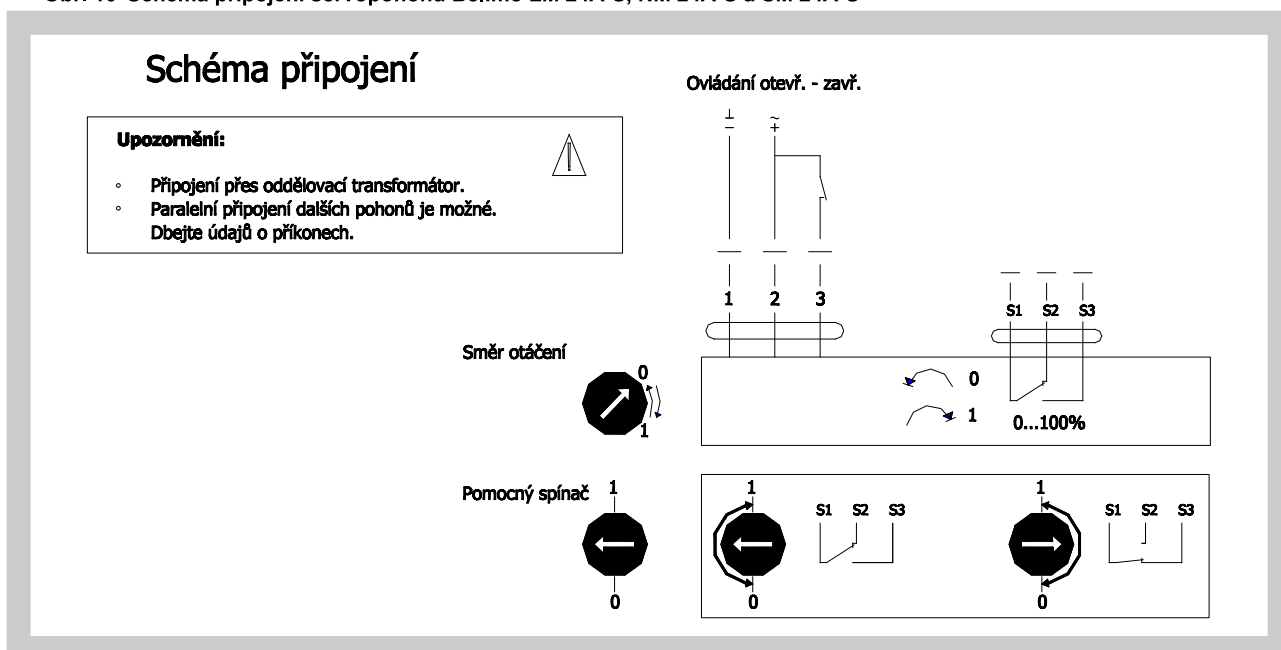 Schéma připojení
Ovládání otevř. - zavř.
Upozornění:
Připojení přes oddělovací transformátor.
Paralelní připojení dalších pohonů je možné.
Dbejte údajů o příkonech.
1 2 3
S1 S2 S3
Směr otáčení
0
1
0
1
0...100%
Pomocný spínač
1
0
1
0
S1 S2 S3
1
0
S1 S2 S3